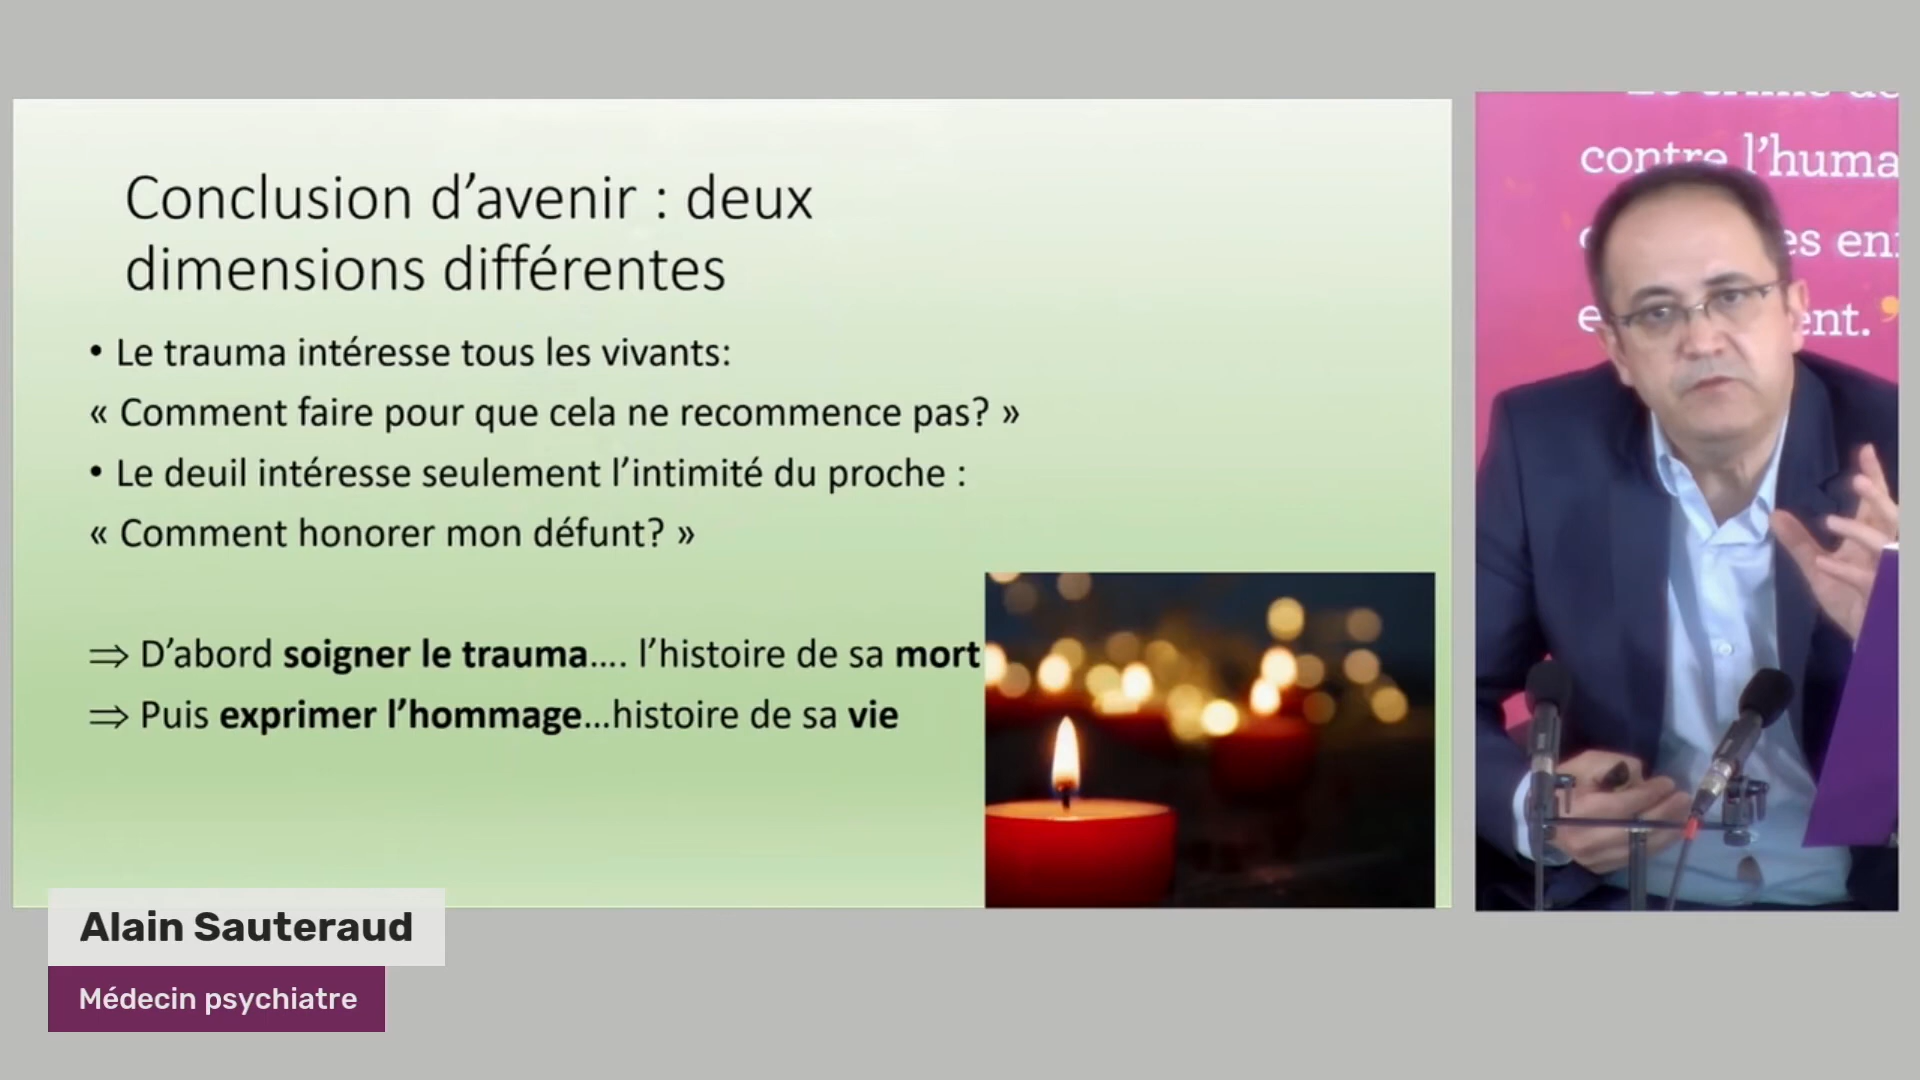 Conclusion d’avenir : deux
dimensions différentes
• Le trauma intéresse tous les vivants:
« Comment faire pour que cela ne recommence pas? »
• Le deuil intéresse seulement l’intimité du proche :
« Comment honorer mon défunt? »
⇒ D’abord soigner le trauma.... l’histoire de sa mort
⇒ Puis exprimer l’hommage...histoire de sa vie
contre l’huma
es en
ent.
Alain Sauteraud
Médecin psychiatre